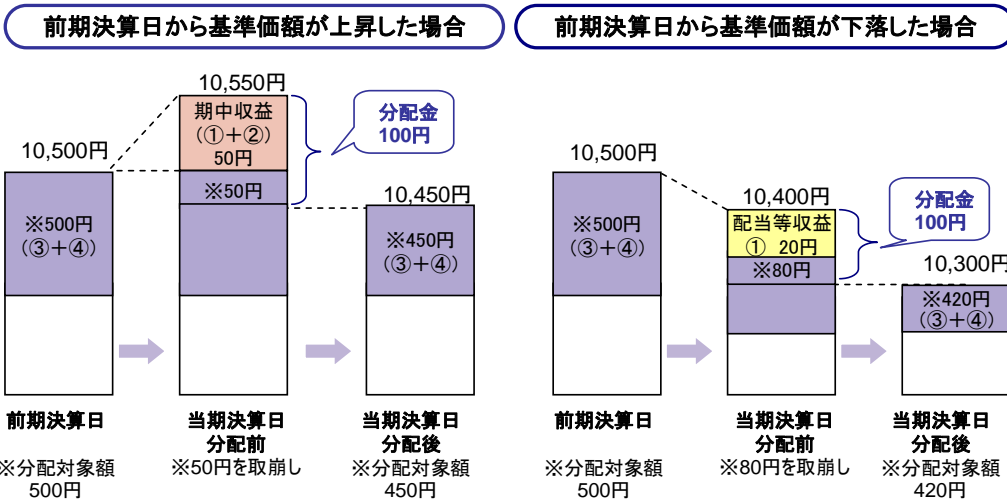 前期決算日から基準価額が上昇した場合
10,550円
期中収益
(①+②)
50円
分配金
100円
10,500円
※50円
10,450円
※500円
(③+④)
※450円
(③+④)
前期決算日
当期決算日
分配前
当期決算日
分配後
※分配対象額
500円
※50円を取崩し
※分配対象額
450円
前期決算日から基準価額が下落した場合
10,500円
10,400円
分配金
100円
配当等収益
① 20円
※500円
(③+④)
※80円
10,300円
※420円
(③+④)
前期決算日
当期決算日
分配前
当期決算日
分配後
※分配対象額
500円
※80円を取崩し
※分配対象額
420円